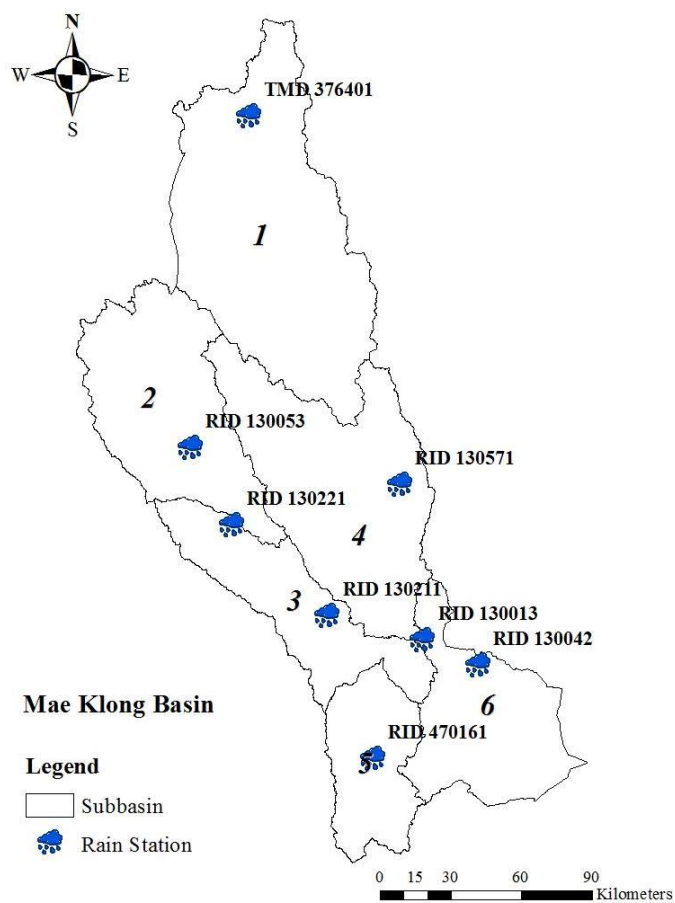 N
W E
S
TMD 376401
1
2
RID 130053
RID 130571
RID 130221
4
RID 130211
3
RID 130013
RID 130042
6
Mae Klong Basin
RID 470161
5
Legend
Subbasin
Rain Station
0 15 30 60 90
Kilometers